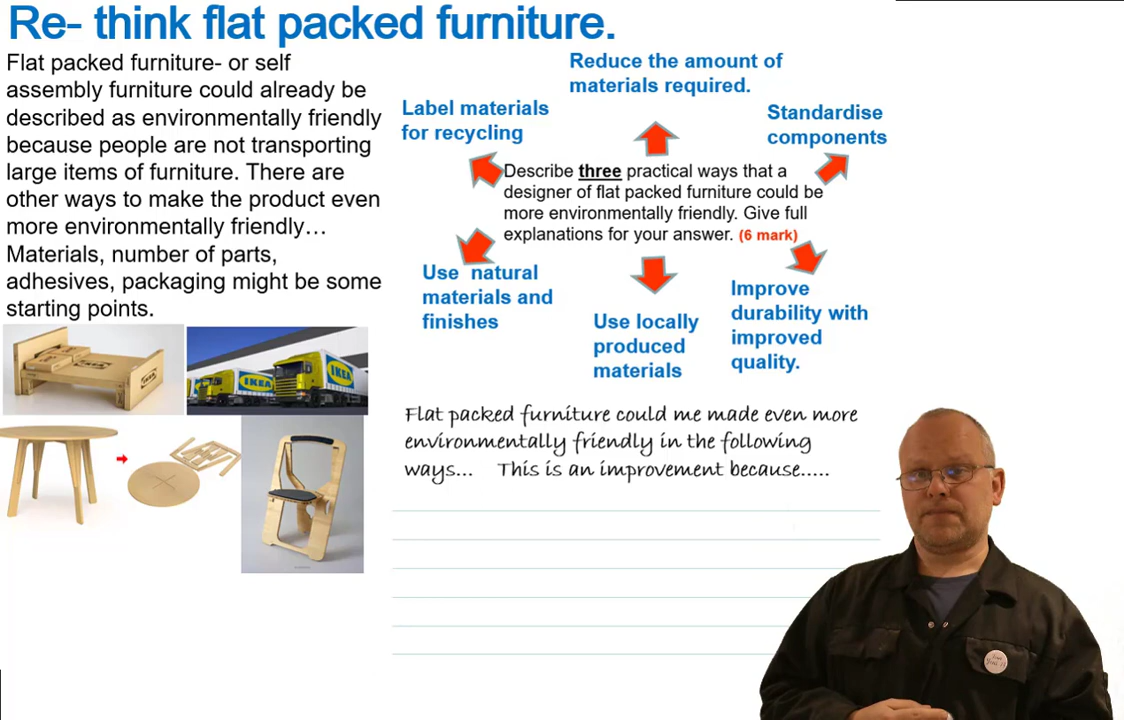 Re- think flat packed furniture.
Flat packed furniture- or self
assembly furniture could already be
described as environmentally friendly
because people are not transporting
large items of furniture. There are
other ways to make the product even
more environmentally friendly…
Materials, number of parts,
adhesives, packaging might be some
starting points.
IKEA
IKEA
IKEA
Reduce the amount of
materials required.
Label materials
for recycling
Standardise
components
Describe three practical ways that a
designer of flat packed furniture could be
more environmentally friendly. Give full
explanations for your answer. (6 mark)
Use  natural
materials and
finishes
Use locally
produced
materials
Improve
durability with
improved
quality.
Flat packed furniture could me made even more
environmentally friendly in the following
ways...   This is an improvement because.....